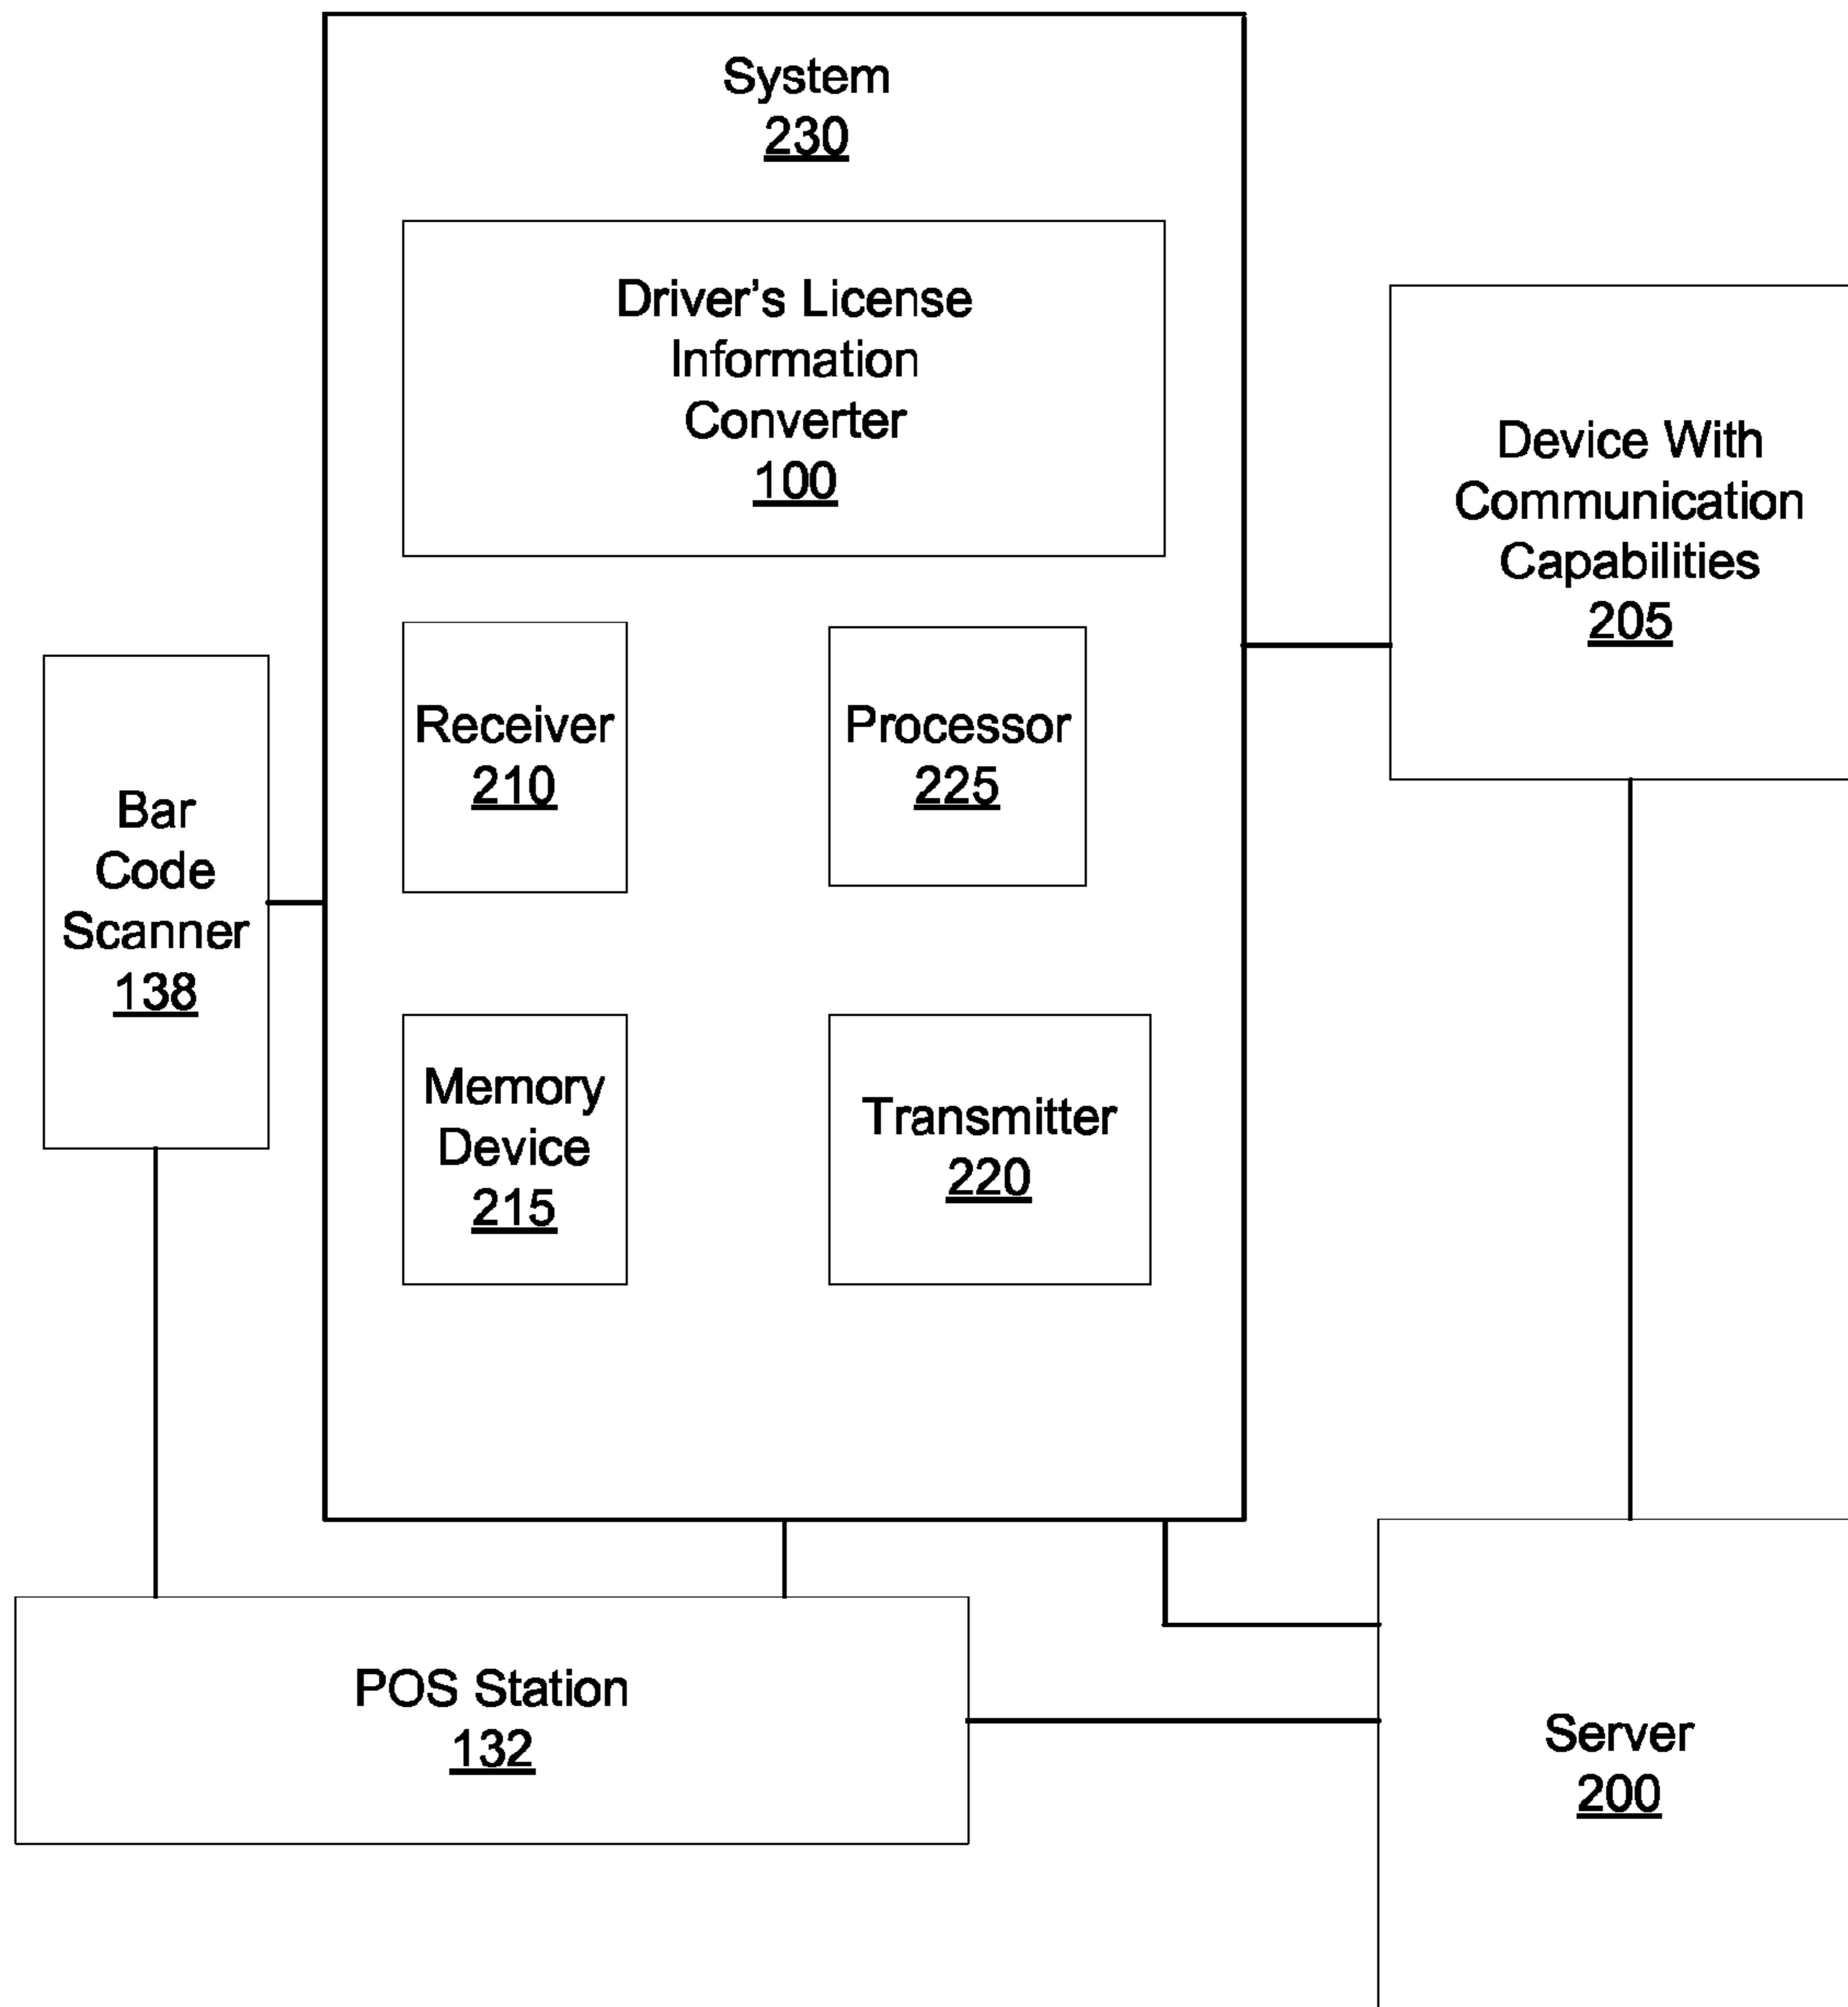 System
230
Driver's License
Information
Converter
100
Device With
Communication
Capabilities
205
Receiver
210
Processor
225
Bar
Code
Scanner
138
Memory
Device
215
Transmitter
220
POS Station
132
Server
200